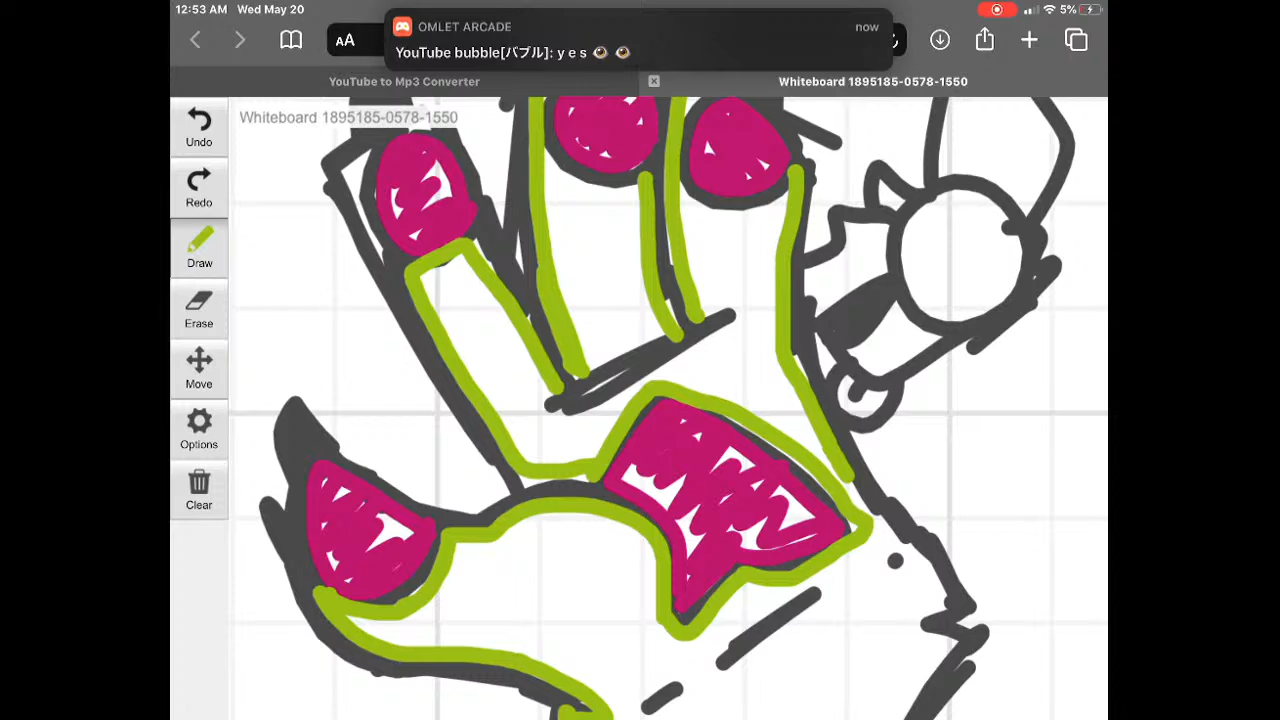 12:53 AM Wed May 20
5%
OMLET ARCADE
now
YouTube bubble[バブル]: y e s 👁 👁
AA
YouTube to Mp3 Converter
Whiteboard 1895185-0578-1550
Whiteboard 1895185-0578-1550
Undo
Redo
Draw
Erase
Move
Options
Clear